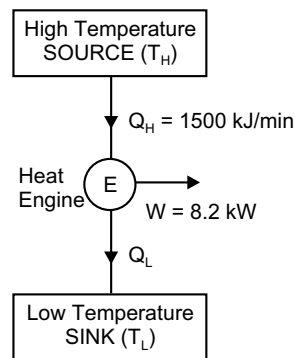 High Temperature
SOURCE (T_H)
Q_H = 1500 kJ/min
Heat
Engine
E
W = 8.2 kW
Q_L
Low Temperature
SINK (T_L)